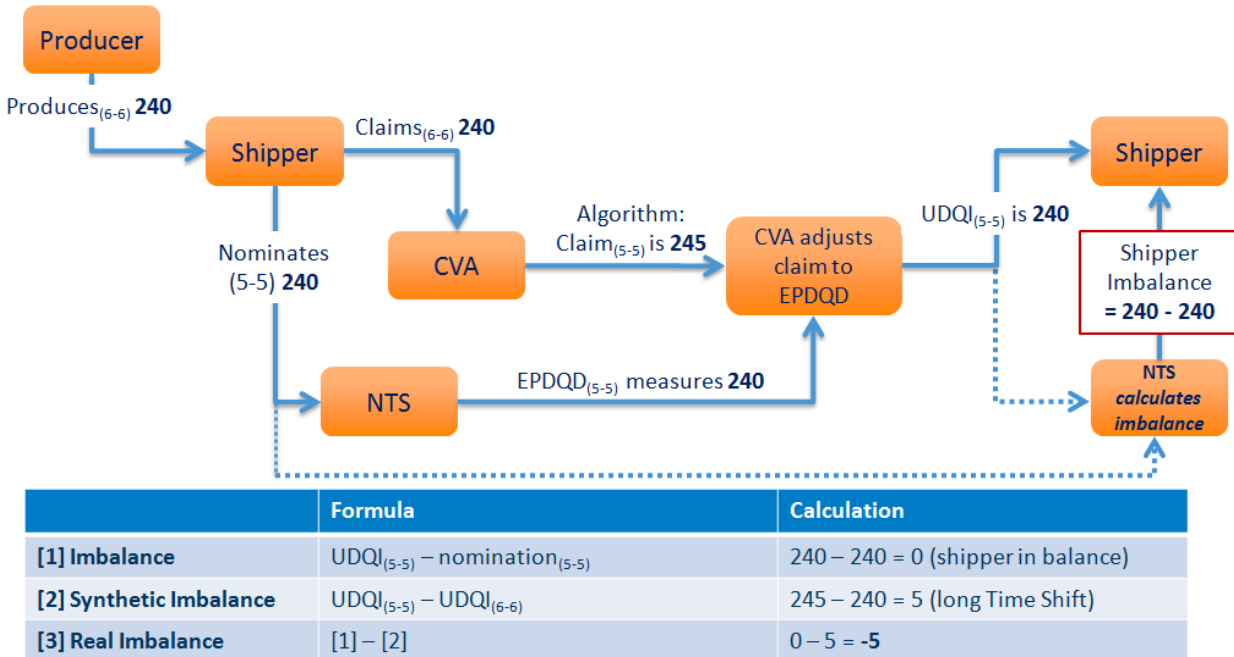 Producer
Produces(6-6) 240
Shipper
Claims(6-6) 240
Shipper
Nominates
(5-5) 240
CVA
Algorithm:
Claim(5-5) is 245
CVA adjusts
claim to
EPDQD
UDQI(5-5) is 240
Shipper
Imbalance
= 240 - 240
NTS
EPDQD(5-5) measures 240
NTS
calculates
imbalance
Formula Calculation
[1] Imbalance UDQI(5-5) – nomination(5-5) 240 – 240 = 0 (shipper in balance)
[2] Synthetic Imbalance UDQI(5-5) – UDQI(6-6) 245 – 240 = 5 (long Time Shift)
[3] Real Imbalance [1] – [2] 0 – 5 = -5